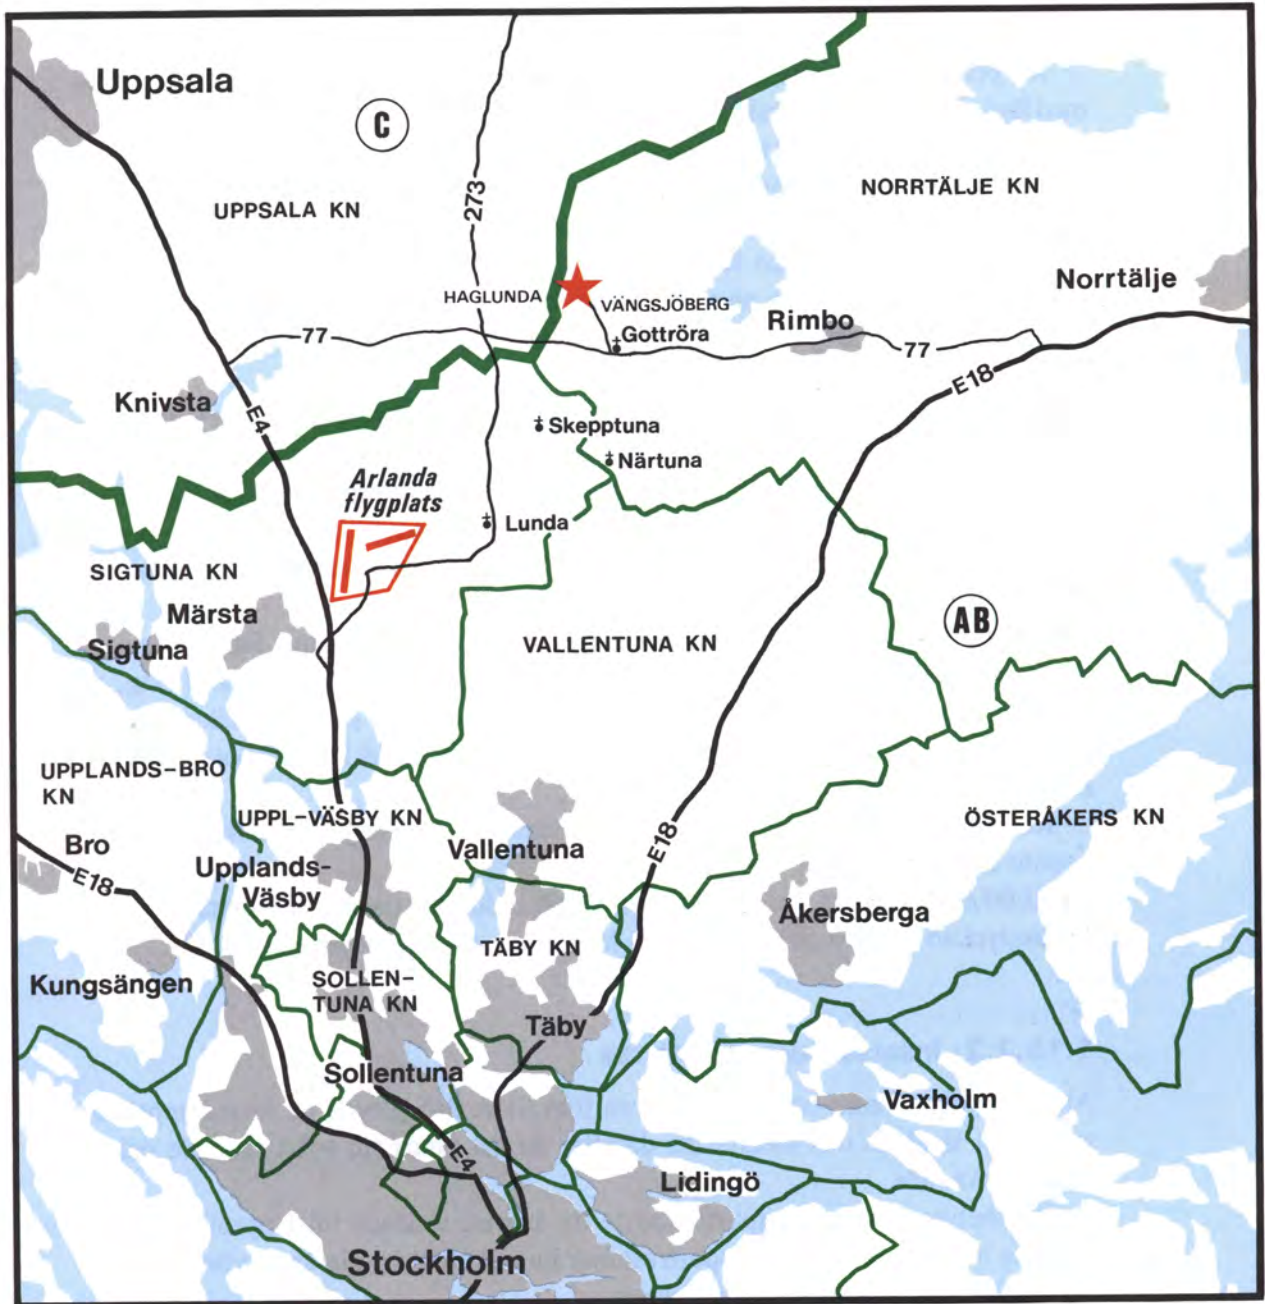 Uppsala
C
273
NORRTÄLJE KN
UPPSALA KN
Norrtälje
HAGLUNDA
VÄNGSJÖBERG
Rimbo
77
Gottröra
77
E18
Knivsta
E4
Skepptuna
Närtuna
Arlanda
flygplats
Lunda
SIGTUNA KN
Märsta
AB
Sigtuna
VALLENTUNA KN
UPPLANDS-BRO
KN
UPPL-VÄSBY KN
ÖSTERÅKERS KN
Bro
E18
Vallentuna
E18
Upplands-
Väsby
Åkersberga
TÄBY KN
Kungsängen
SOLLEN-
TUNA KN
Täby
Sollentuna
Vaxholm
E4
Lidingö
Stockholm